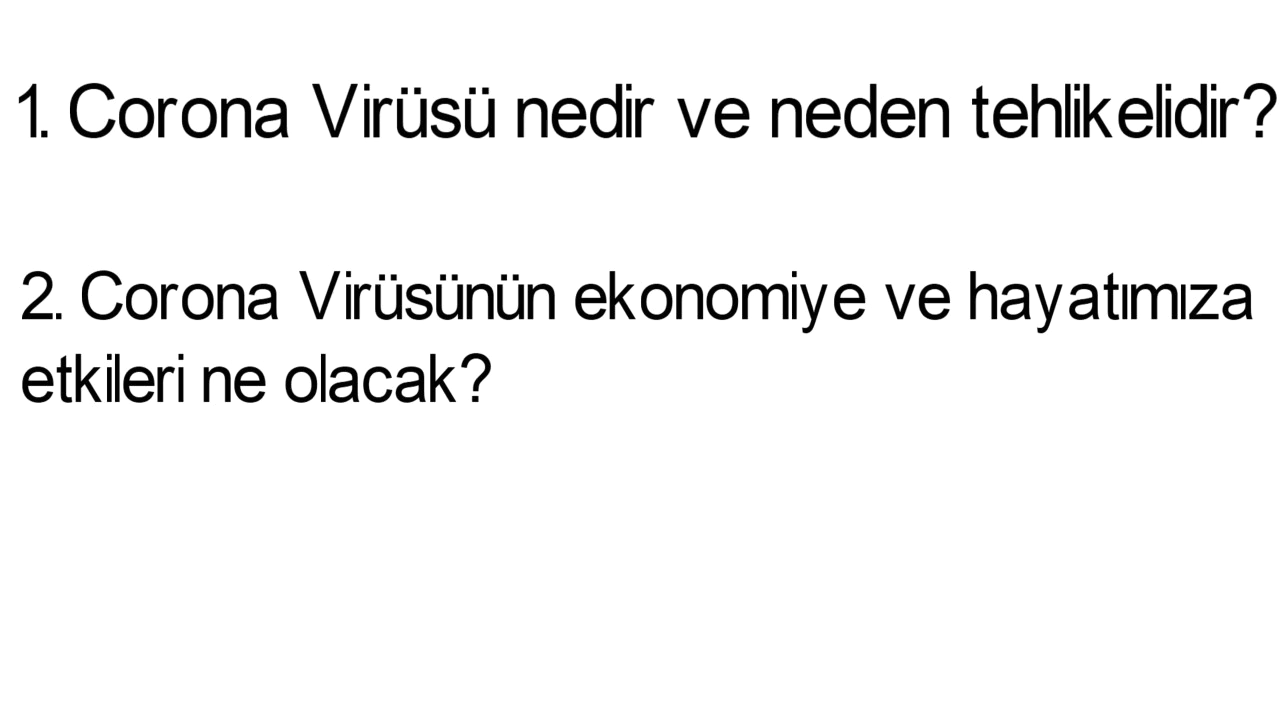 1. Corona Virüsü nedir ve neden tehlikelidir?
2. Corona Virüsünün ekonomiye ve hayatımıza
etkileri ne olacak?